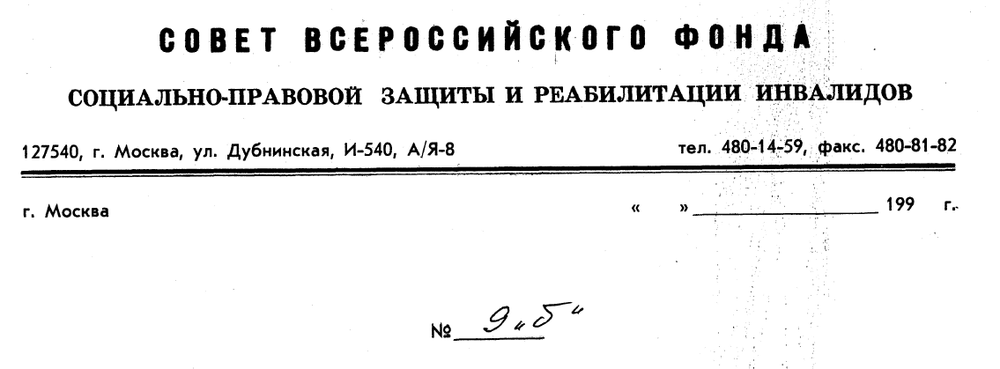 СОВЕТ ВСЕРОССИЙСКОГО ФОНДА
СОЦИАЛЬНО-ПРАВОВОЙ ЗАЩИТЫ И РЕАБИЛИТАЦИИ ИНВАЛИДОВ
127540, г. Москва, ул. Дубнинская, И-540, А/Я-8 тел. 480-14-59, факс. 480-81-82
г. Москва « »____________ 199 г.
№ 9 „б“